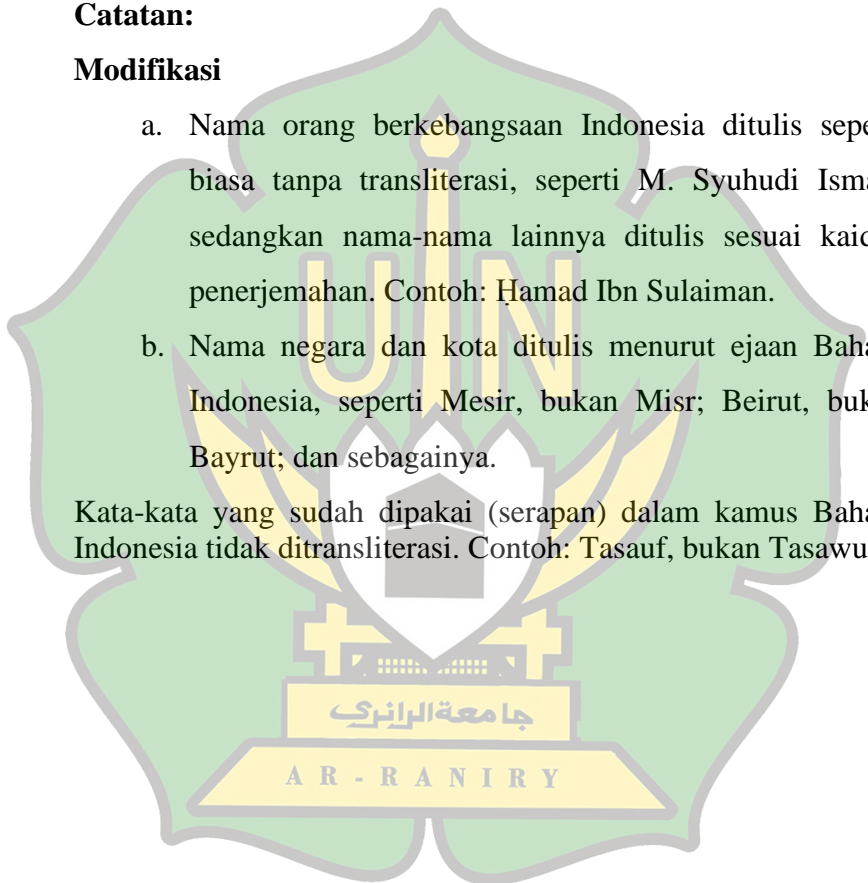 Catatan:
Modifikasi
a. Nama orang berkebangsaan Indonesia ditulis sepe
biasa tanpa transliterasi, seperti M. Syuhudi Isma
sedangkan nama-nama lainnya ditulis sesuai kaid
penerjemahan. Contoh: Ḥamad Ibn Sulaiman.
b. Nama negara dan kota ditulis menurut ejaan Baha
Indonesia, seperti Mesir, bukan Misr; Beirut, buk
Bayrut; dan sebagainya.
Kata-kata yang sudah dipakai (serapan) dalam kamus Baha
Indonesia tidak ditransliterasi. Contoh: Tasauf, bukan Tasawu
UIN
جامعة الرانري
AR-RANIRY